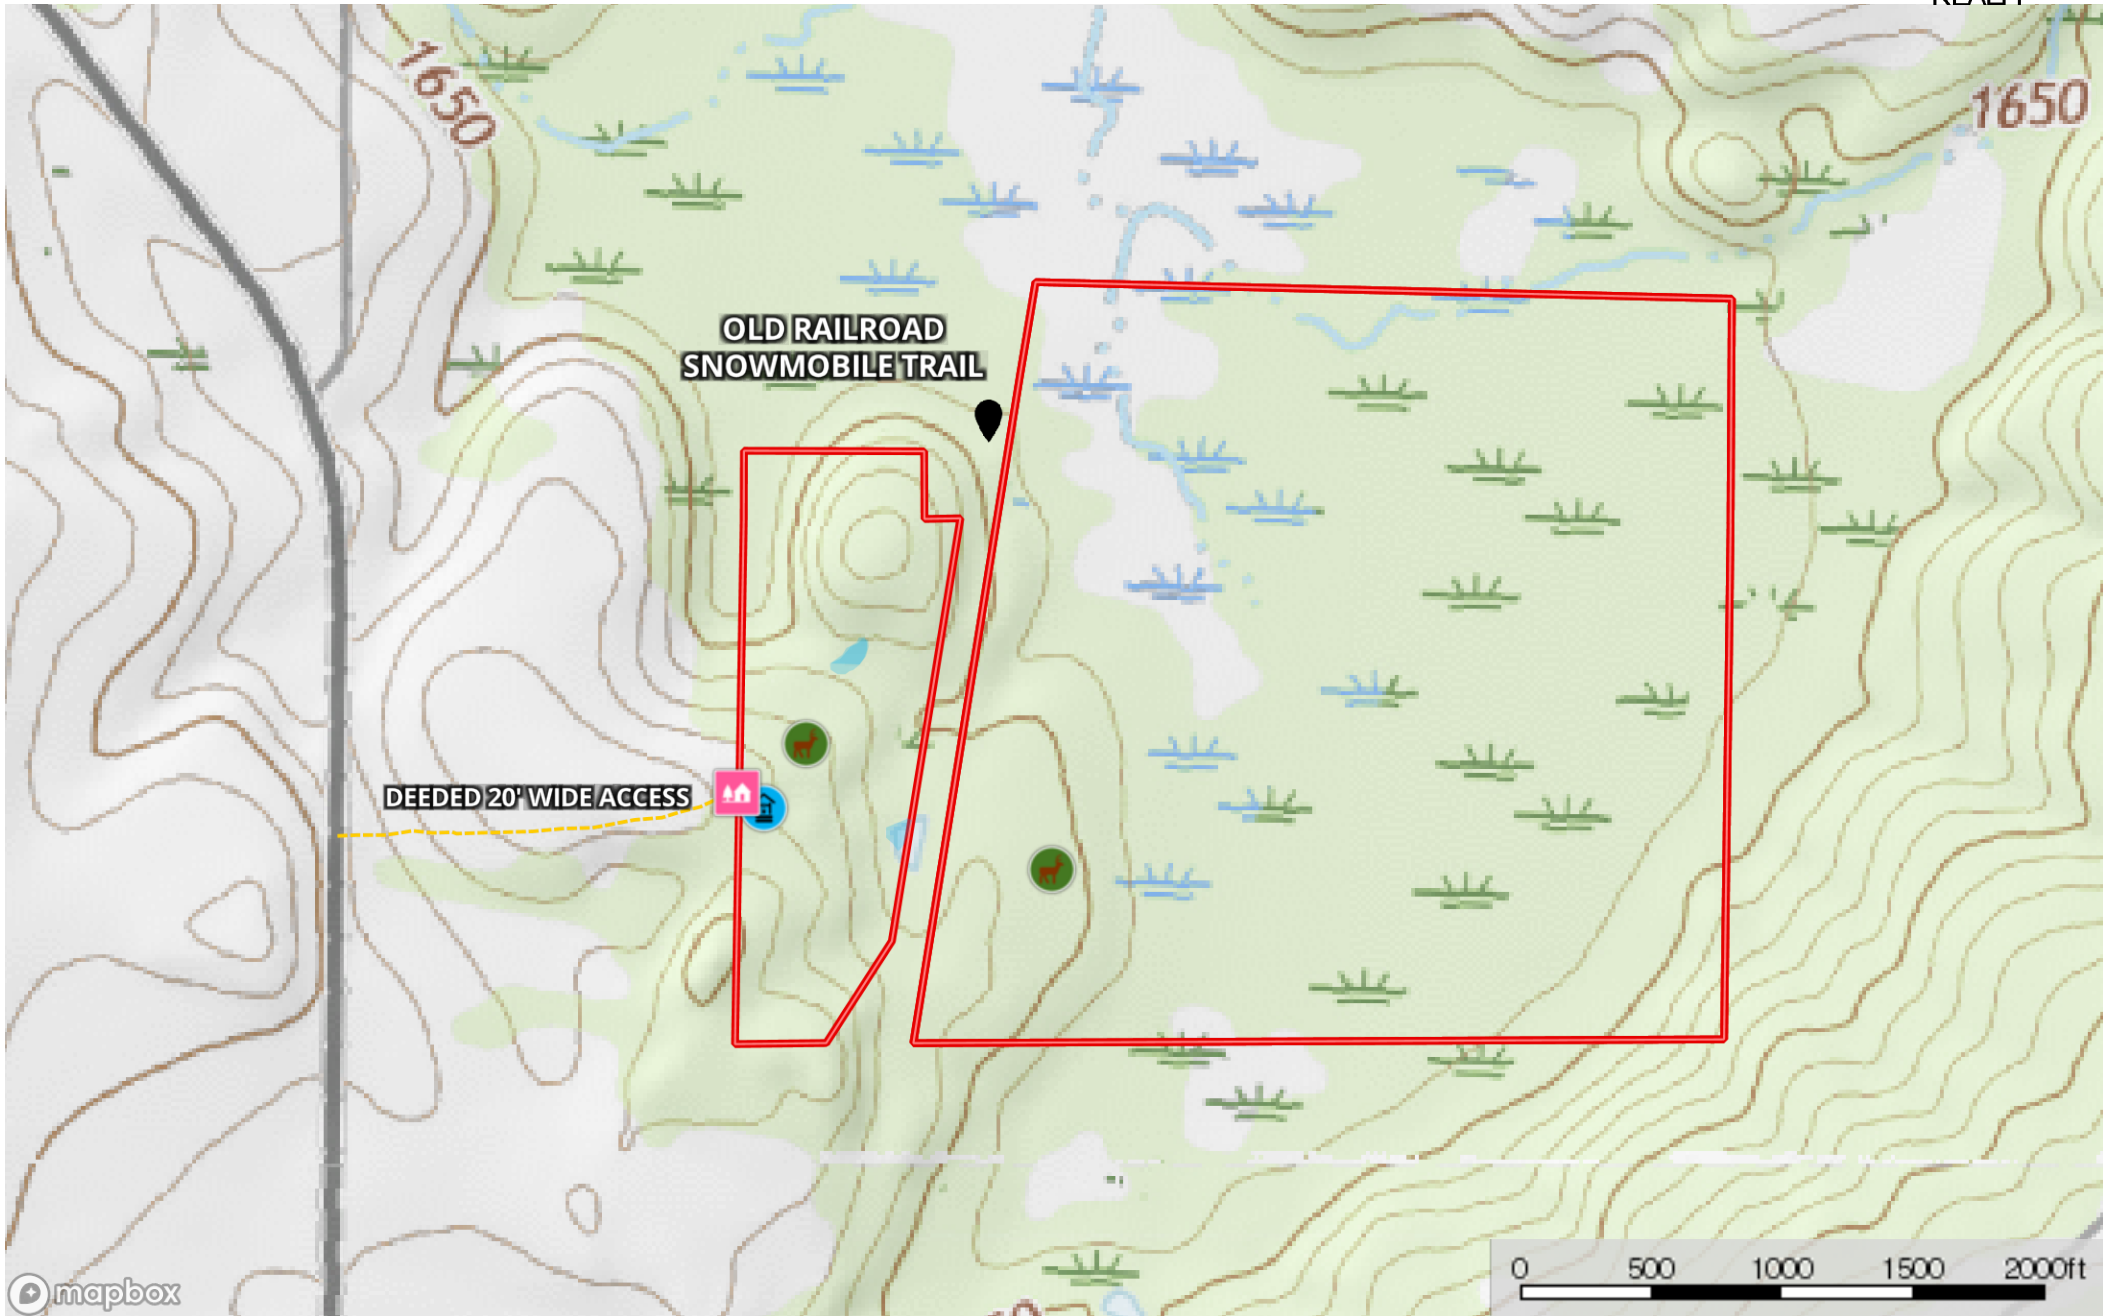 1650
1650
OLD RAILROAD
SNOWMOBILE TRAIL
DEEDED 20' WIDE ACCESS
0 500 1000 1500 2000ft
mapbox